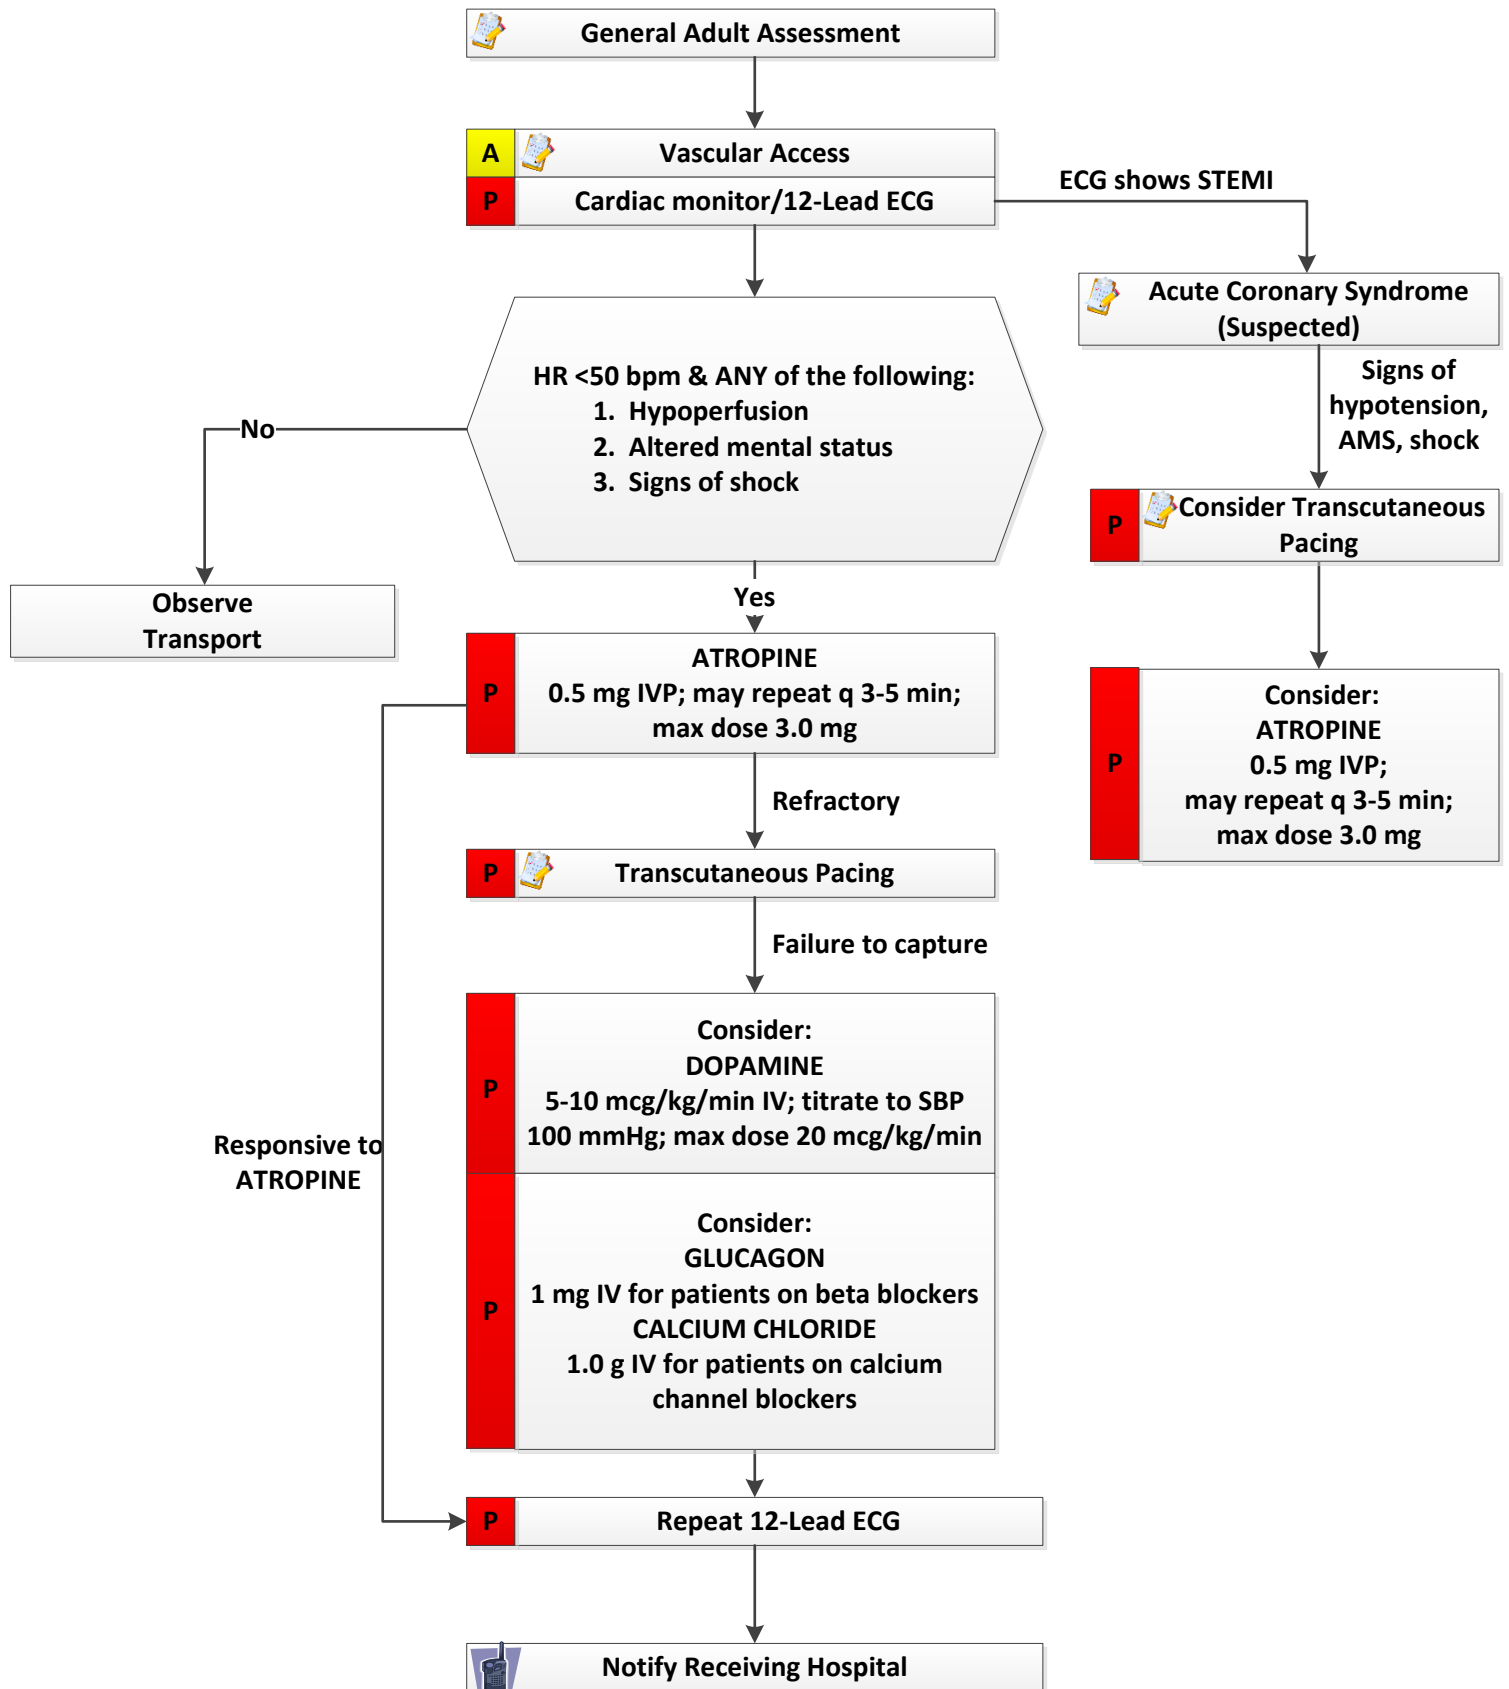 General Adult Assessment
A
Vascular Access
P
Cardiac monitor/12-Lead ECG
ECG shows STEMI
Acute Coronary Syndrome
(Suspected)
HR <50 bpm & ANY of the following:
1. Hypoperfusion
2. Altered mental status
3. Signs of shock
No
Signs of
hypotension,
AMS, shock
P
Consider Transcutaneous
Pacing
Observe
Transport
Yes
P
ATROPINE
0.5 mg IVP; may repeat q 3-5 min;
max dose 3.0 mg
P
Consider:
ATROPINE
0.5 mg IVP;
may repeat q 3-5 min;
max dose 3.0 mg
Refractory
P
Transcutaneous Pacing
Failure to capture
P
Consider:
DOPAMINE
5-10 mcg/kg/min IV; titrate to SBP
100 mmHg; max dose 20 mcg/kg/min
Responsive to
ATROPINE
P
Consider:
GLUCAGON
1 mg IV for patients on beta blockers
CALCIUM CHLORIDE
1.0 g IV for patients on calcium
channel blockers
P
Repeat 12-Lead ECG
Notify Receiving Hospital